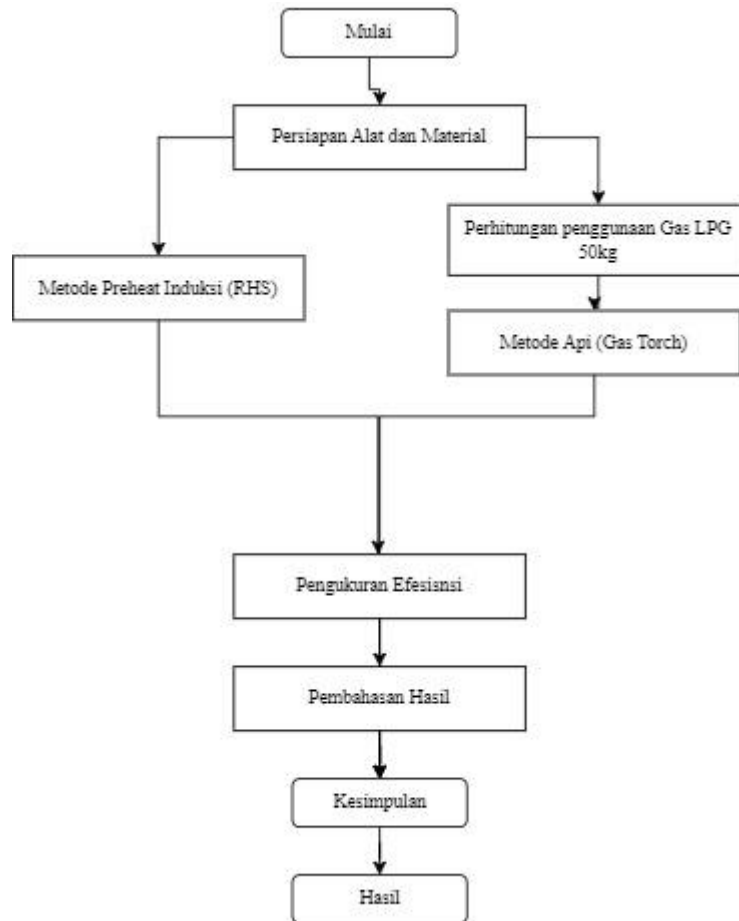 Mulai
Persiapan Alat dan Material
Perhitungan penggunaan Gas LPG
50kg
Metode Preheat Induksi (RHS)
Metode Api (Gas Torch)
Pengukuran Efesisnsi
Pembahasan Hasil
Kesimpulan
Hasil